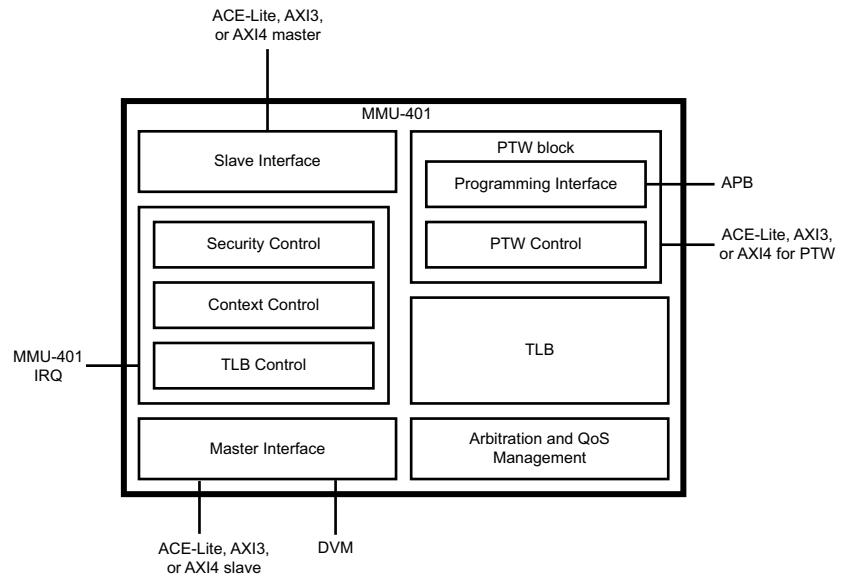 ACE-Lite, AXI3,
or AXI4 master
MMU-401
Slave Interface
PTW block
Programming Interface
APB
PTW Control
ACE-Lite, AXI3,
or AXI4 for PTW
Security Control
Context Control
TLB Control
MMU-401
IRQ
TLB
Master Interface
Arbitration and QoS
Management
ACE-Lite, AXI3,
or AXI4 slave
DVM